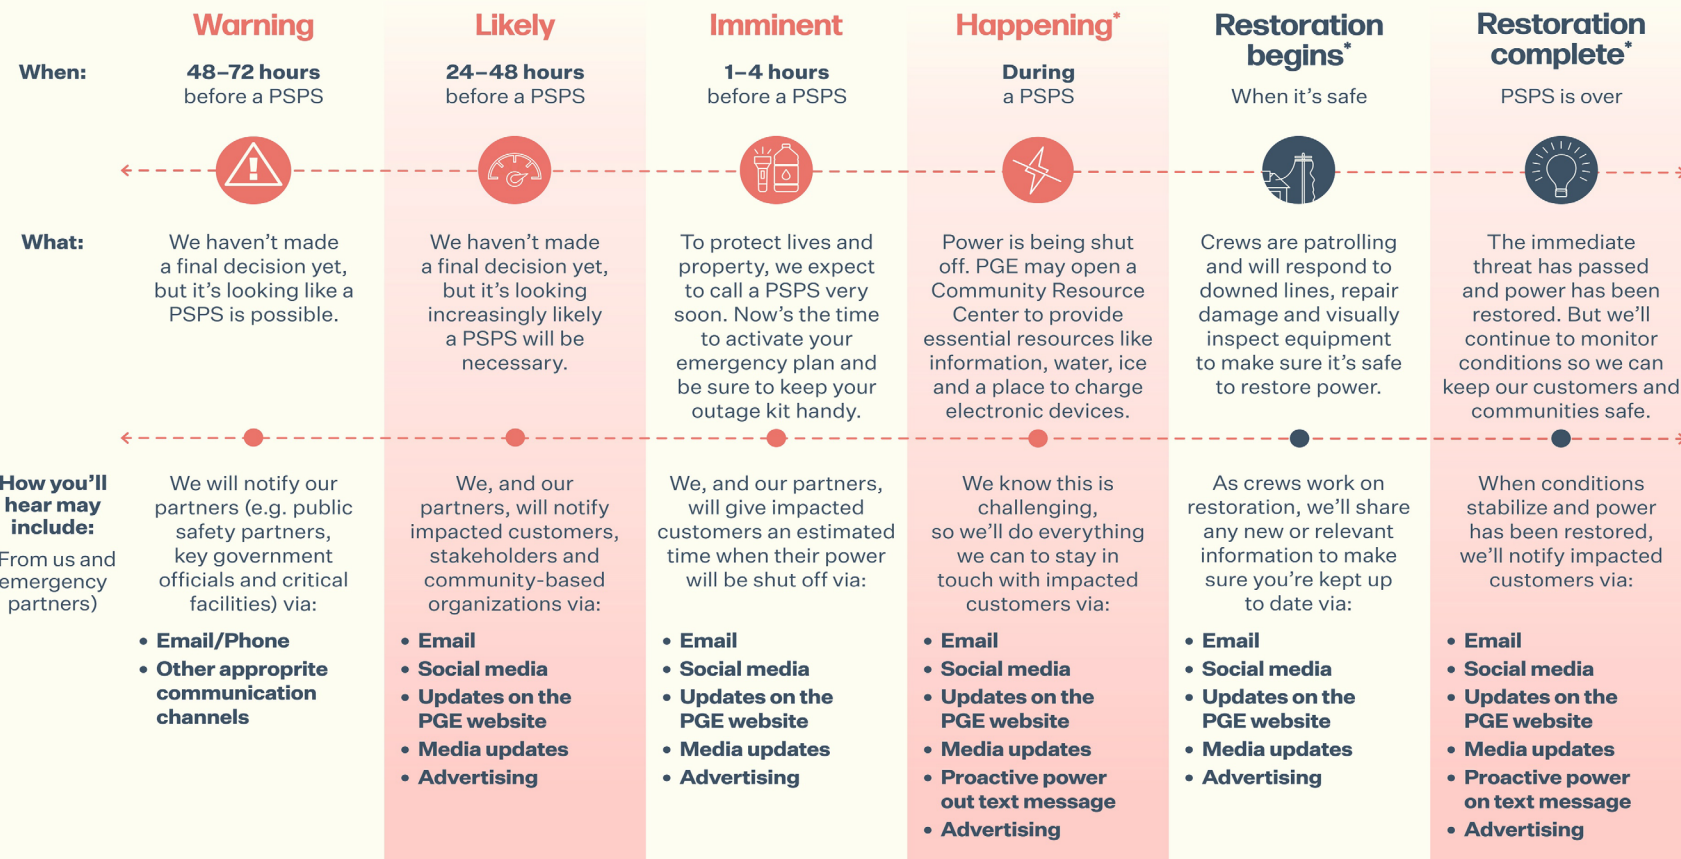 Warning
Likely
Imminent
Happening*
Restoration
begins*
Restoration
complete*
When:
48–72 hours
before a PSPS
24–48 hours
before a PSPS
1–4 hours
before a PSPS
During
a PSPS
When it's safe
PSPS is over
What:
We haven't made
a final decision yet,
but it's looking like a
PSPS is possible.
We haven't made
a final decision yet,
but it's looking
increasingly likely
a PSPS will be
necessary.
To protect lives and
property, we expect
to call a PSPS very
soon. Now's the time
to activate your
emergency plan and
be sure to keep your
outage kit handy.
Power is being shut
off. PGE may open a
Community Resource
Center to provide
essential resources like
information, water, ice
and a place to charge
electronic devices.
Crews are patrolling
and will respond to
downed lines, repair
damage and visually
inspect equipment
to make sure it's safe
to restore power.
The immediate
threat has passed
and power has been
restored. But we'll
continue to monitor
conditions so we can
keep our customers and
communities safe.
How you'll
hear may
include:
From us and
emergency
partners)
We will notify our
partners (e.g. public
safety partners,
key government
officials and critical
facilities) via:
• Email/Phone
• Other approprite
communication
channels
We, and our
partners, will notify
impacted customers,
stakeholders and
community-based
organizations via:
• Email
• Social media
• Updates on the
PGE website
• Media updates
• Advertising
We, and our partners,
will give impacted
customers an estimated
time when their power
will be shut off via:
• Email
• Social media
• Updates on the
PGE website
• Media updates
• Advertising
We know this is
challenging,
so we'll do everything
we can to stay in
touch with impacted
customers via:
• Email
• Social media
• Updates on the
PGE website
• Media updates
• Proactive power
out text message
• Advertising
As crews work on
restoration, we'll share
any new or relevant
information to make
sure you're kept up
to date via:
• Email
• Social media
• Updates on the
PGE website
• Media updates
• Advertising
When conditions
stabilize and power
has been restored,
we'll notify impacted
customers via:
• Email
• Social media
• Updates on the
PGE website
• Media updates
• Proactive power
on text message
• Advertising